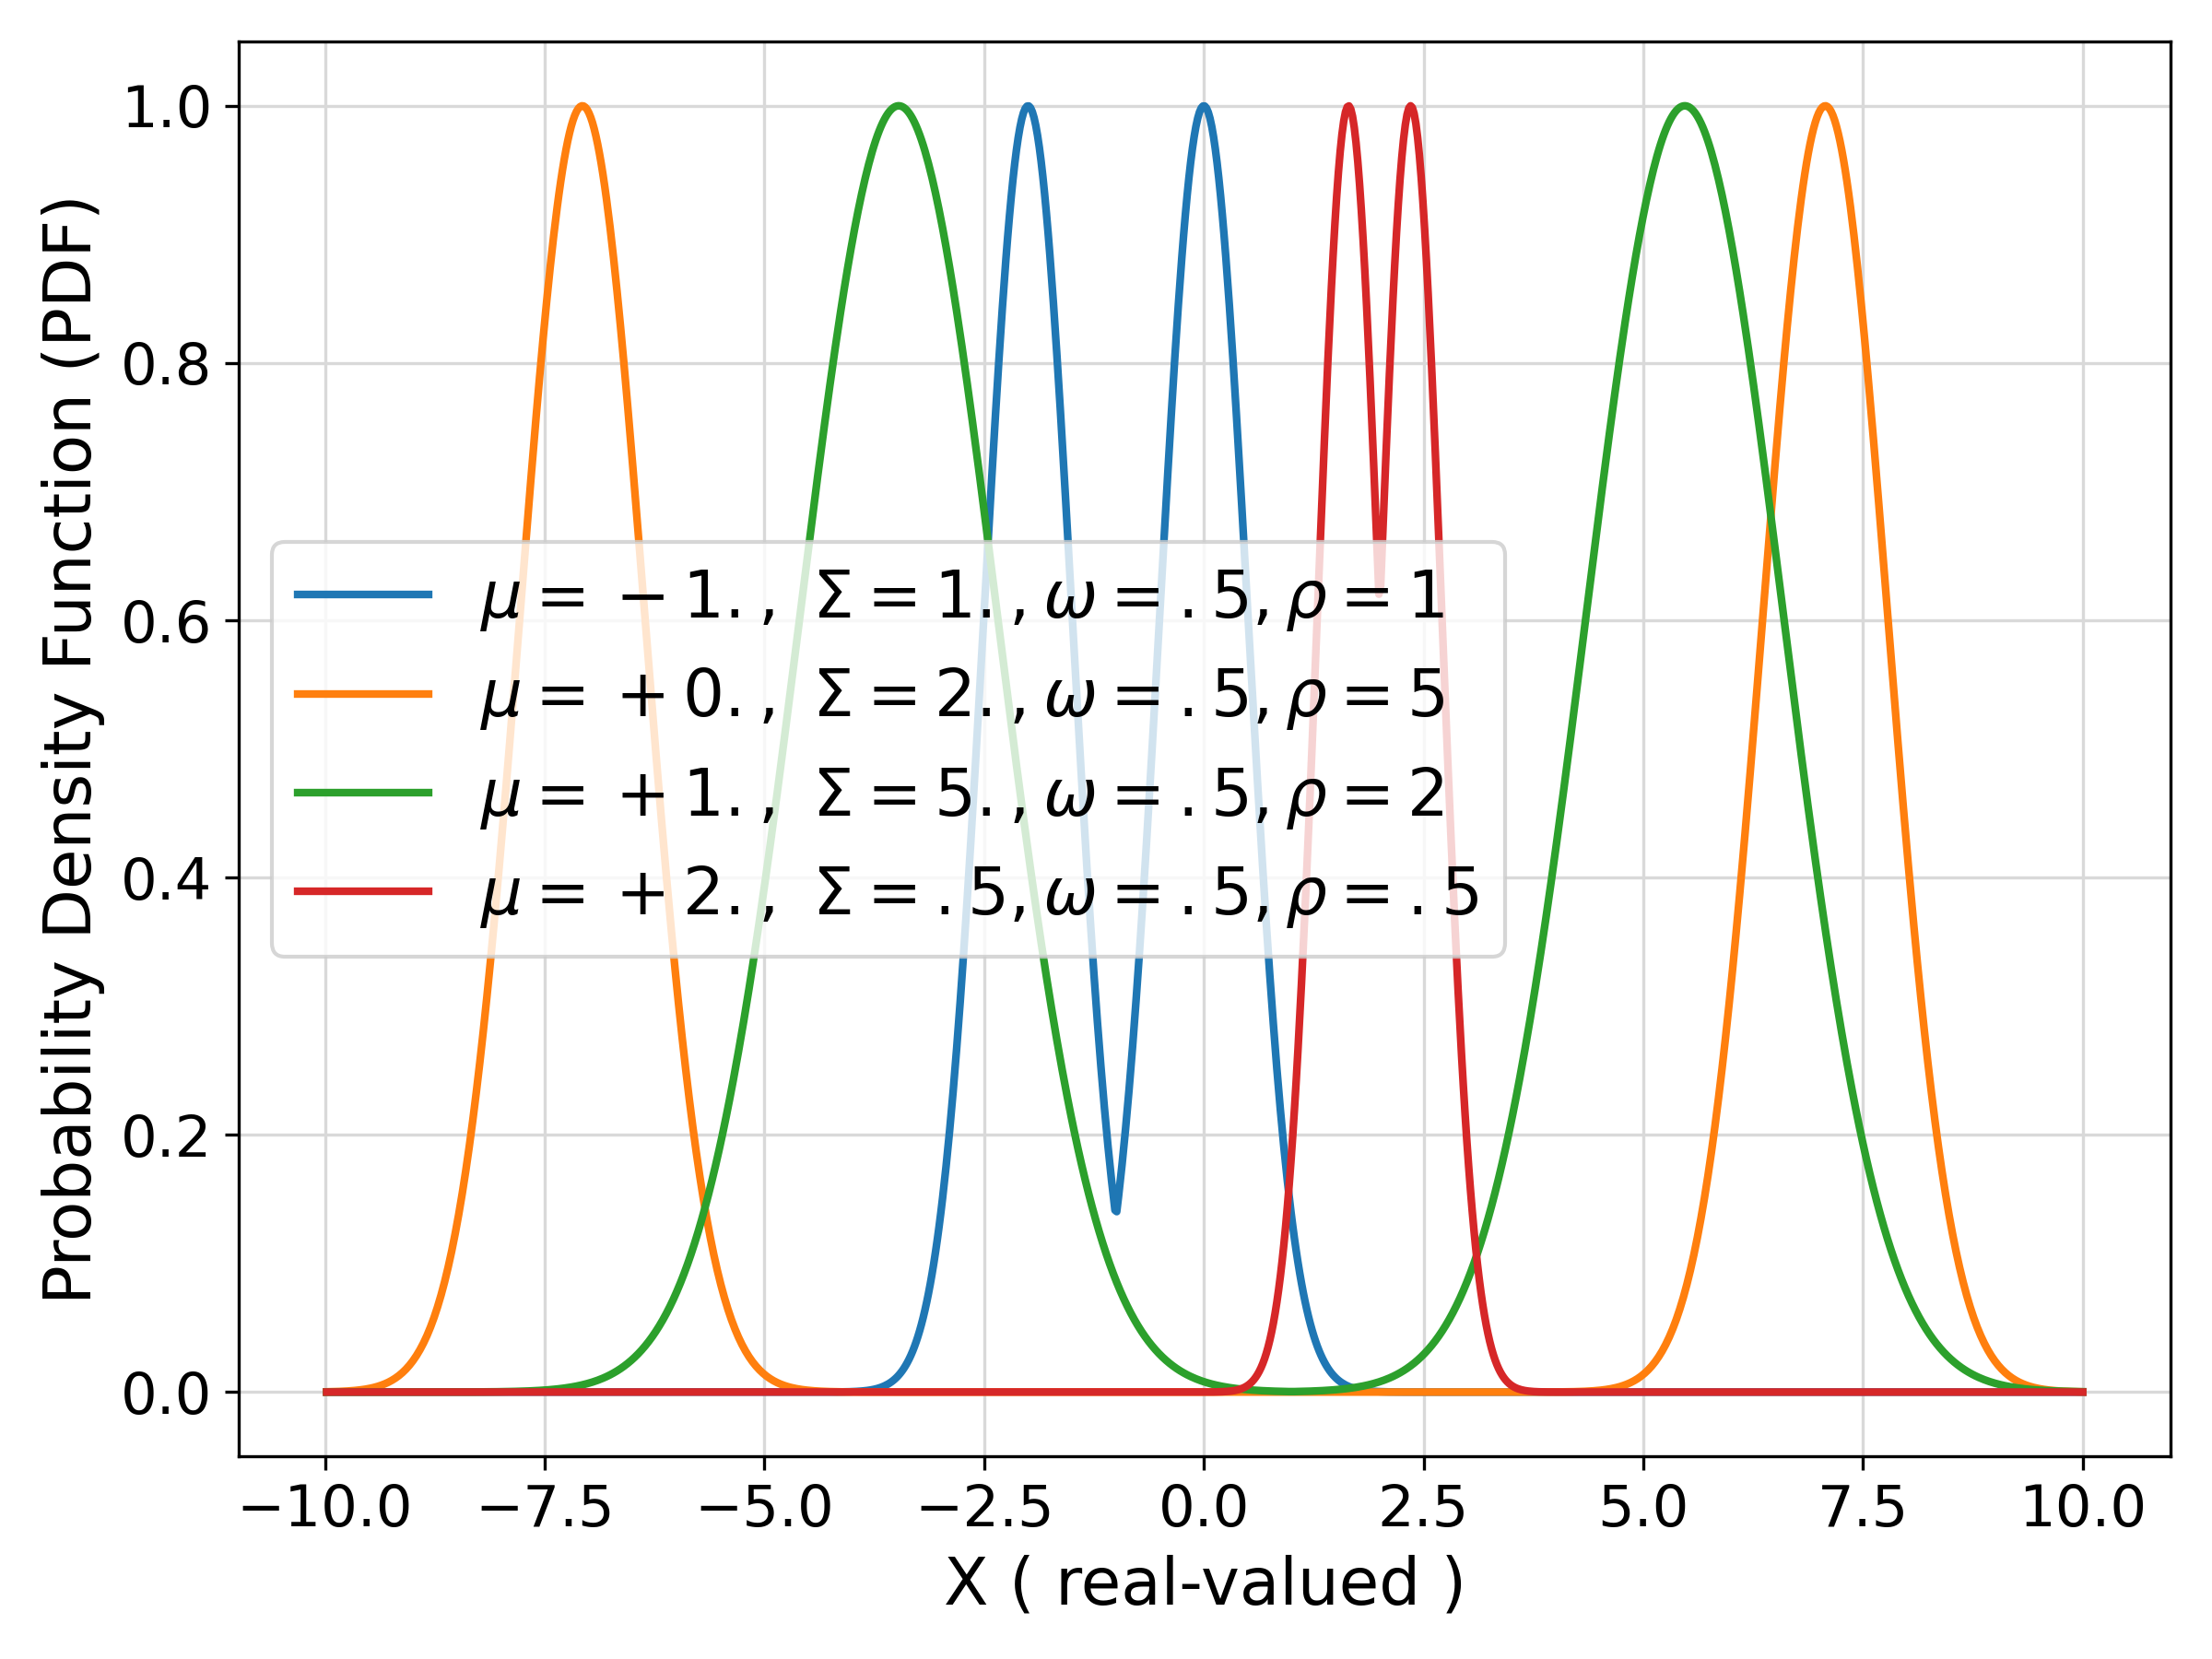 1.0
0.8
0.6
0.4
0.2
0.0
Probability Density Function (PDF)
μ = − 1. , Σ = 1. , ω = . 5, ρ = 1
μ = + 0. , Σ = 2. , ω = . 5, ρ = 5
μ = + 1. , Σ = 5. , ω = . 5, ρ = 2
μ = + 2. , Σ = . 5, ω = . 5, ρ = . 5
−10.0 −7.5 −5.0 −2.5 0.0 2.5 5.0 7.5 10.0
X ( real-valued )